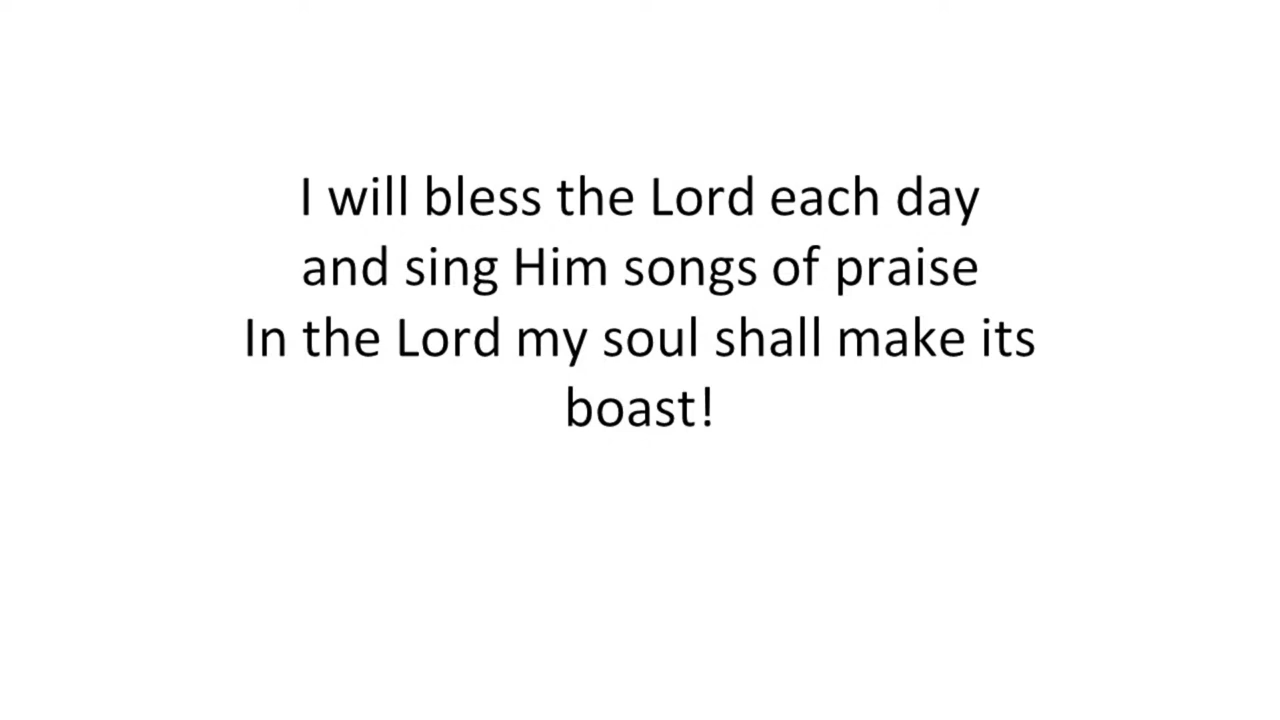 I will bless the Lord each day
and sing Him songs of praise
In the Lord my soul shall make its
boast!